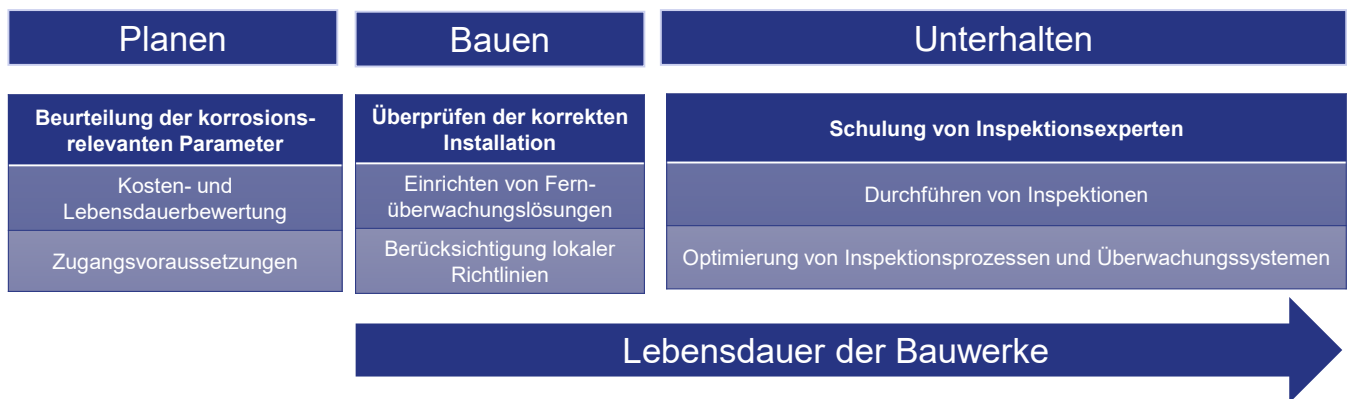 Planen
Bauen
Unterhalten
Beurteilung der korrosions-
relevanten Parameter
Kosten- und
Lebensdauerbewertung
Zugangsvoraussetzungen
Überprüfen der korrekten
Installation
Einrichten von Fern-
überwachungslösungen
Berücksichtigung lokaler
Richtlinien
Schulung von Inspektionsexperten
Durchführen von Inspektionen
Optimierung von Inspektionsprozessen und Überwachungssystemen
Lebensdauer der Bauwerke